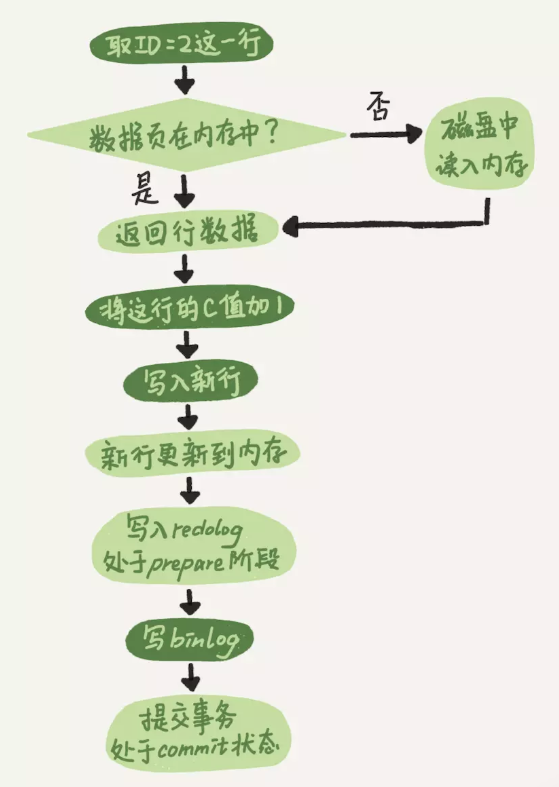 取ID=2这一行
数据页在内存中？
否
磁盘中
读入内存
是
返回行数据
将这行的C值加1
写入新行
新行更新到内存
写入redolog
处于prepare阶段
写binlog
提交事务
处于commit状态